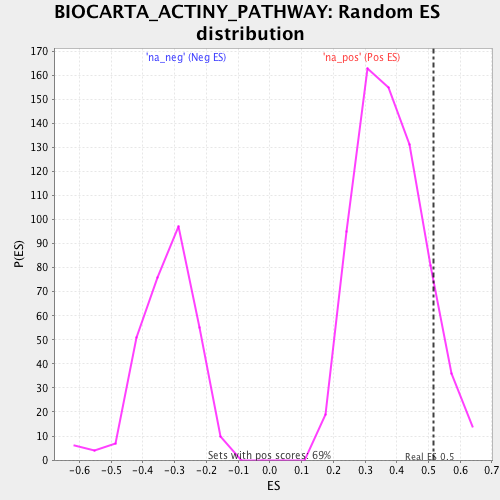 BIOCARTA_ACTINY_PATHWAY: Random ES
distribution
'na_neg' (Neg ES)
'na_pos' (Pos ES)
170
160
150
140
130
120
110
100
90
80
70
60
50
40
30
20
10
0
P(ES)
Sets with pos scores: 69%
Real ES 0.5
-0.6 -0.5 -0.4 -0.3 -0.2 -0.1 0.0 0.1 0.2 0.3 0.4 0.5 0.6 0.7
ES